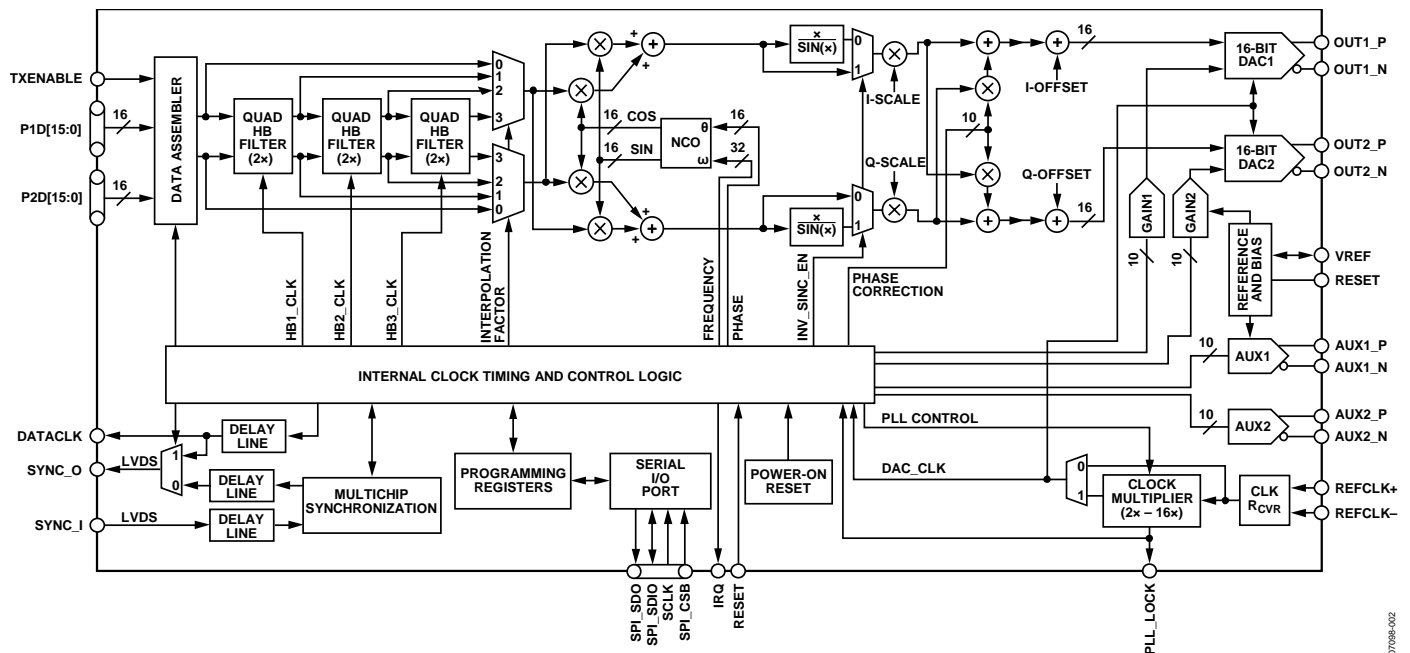 TXENABLE
P1D[15:0]
16
P2D[15:0]
16
DATA ASSEMBLER
QUAD
HB
FILTER
(2×)
QUAD
HB
FILTER
(2×)
QUAD
HB
FILTER
(2×)
0
1
2
3
3
2
1
0
16
COS
16
SIN
NCO
θ
ω
16
32
+
+
+
+
×
SIN(×)
×
SIN(×)
0
1
0
1
I-SCALE
Q-SCALE
10
I-OFFSET
Q-OFFSET
16
16
16-BIT
DAC1
16-BIT
DAC2
OUT1_P
OUT1_N
OUT2_P
OUT2_N
GAIN1
GAIN2
10
10
REFERENCE
AND BIAS
VREF
RESET
HB1_CLK
HB2_CLK
HB3_CLK
INTERPOLATION
FACTOR
FREQUENCY
PHASE
INV_SINC_EN
PHASE
CORRECTION
INTERNAL CLOCK TIMING AND CONTROL LOGIC
10
AUX1
AUX1_P
AUX1_N
10
AUX2
AUX2_P
AUX2_N
DATACLK
DELAY
LINE
SYNC_O
LVDS
1
0
DELAY
LINE
SYNC_I
LVDS
DELAY
LINE
MULTICHIP
SYNCHRONIZATION
PROGRAMMING
REGISTERS
SERIAL
I/O
PORT
POWER-ON
RESET
PLL CONTROL
DAC_CLK
0
1
CLOCK
MULTIPLIER
(2× – 16×)
CLK
RCVR
REFCLK+
REFCLK–
SPI_SDO
SPI_SDIO
SCLK
SPI_CSB
IRQ
RESET
PLL_LOCK
07098-002